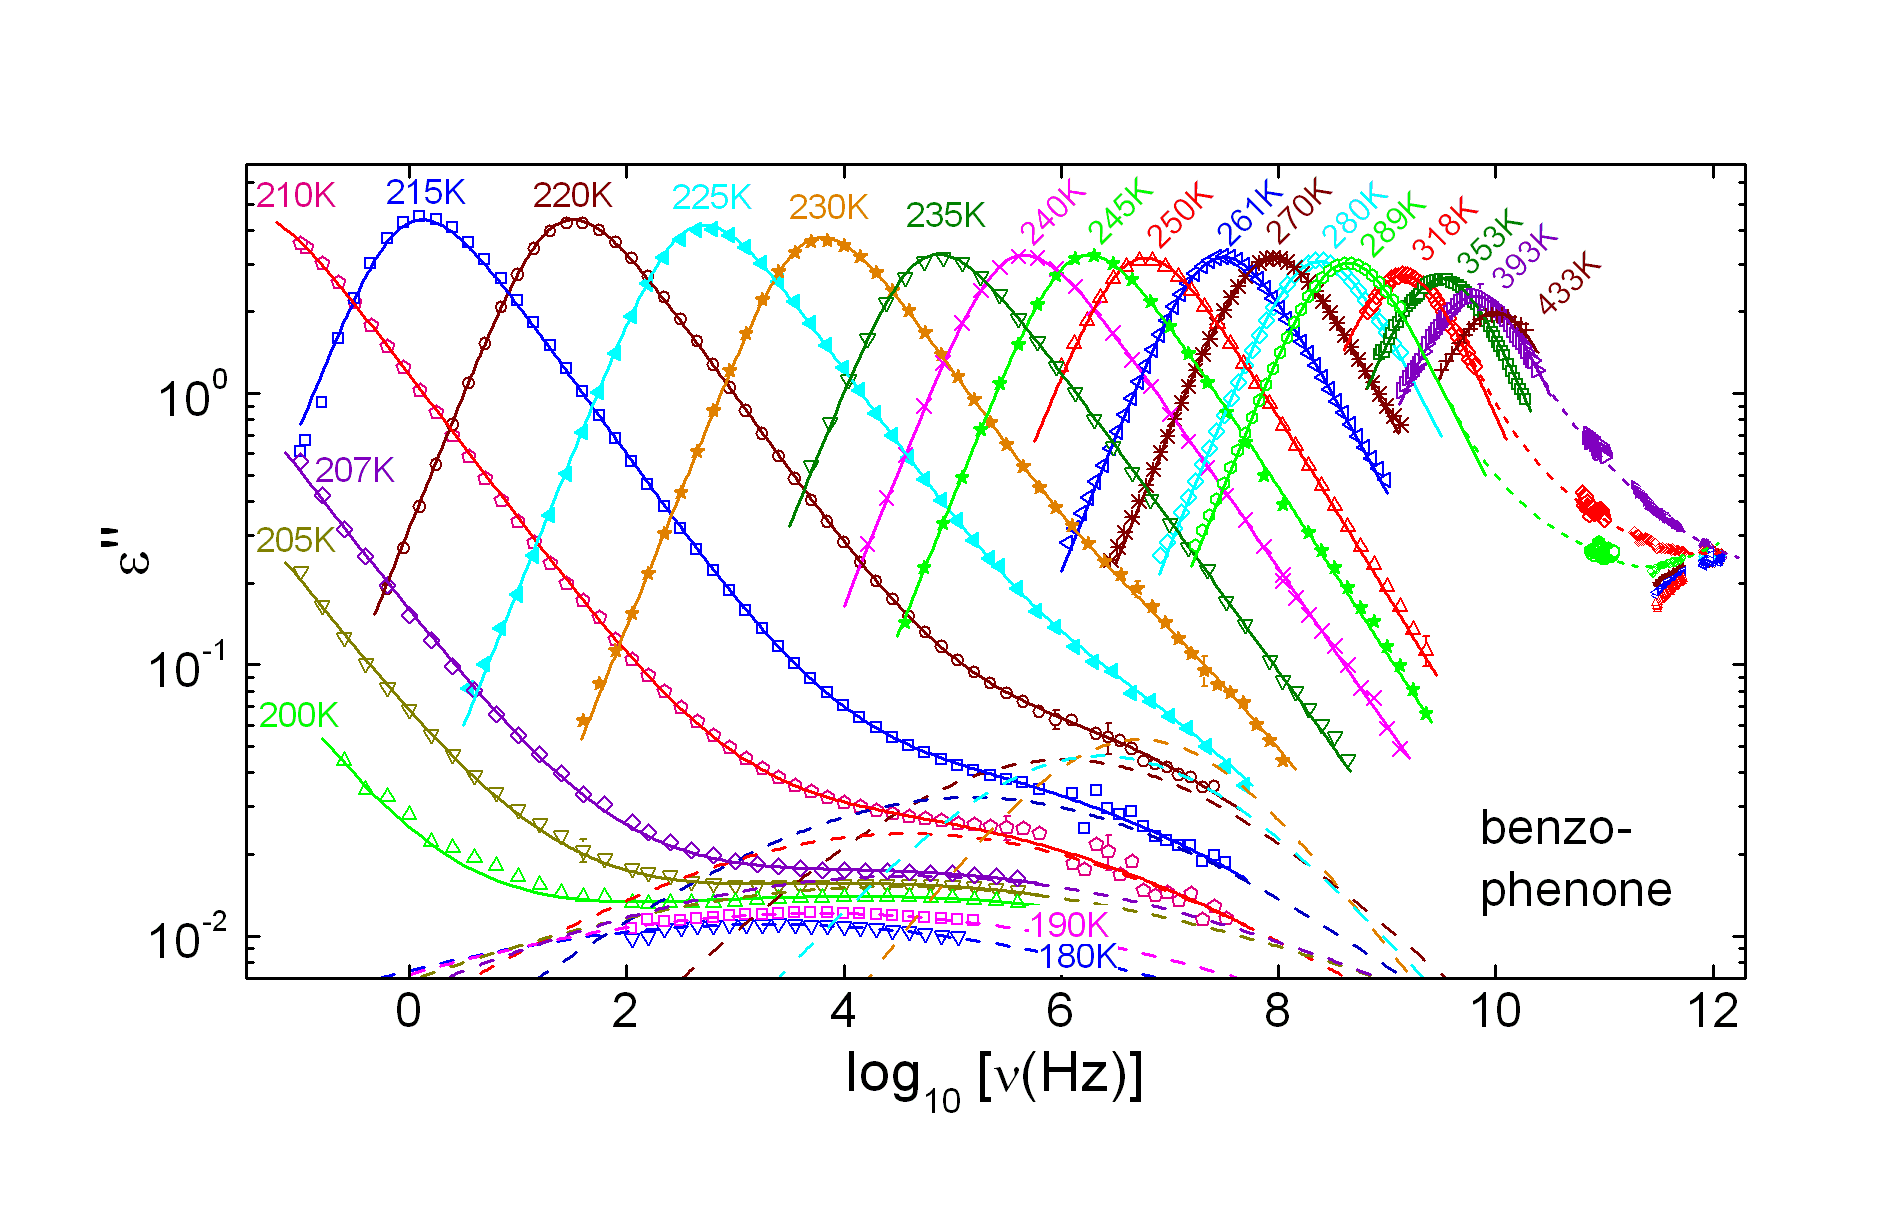 210K
215K
220K
225K
230K
235K
240K
245K
250K
261K
270K
280K
289K
318K
353K
393K
433K
207K
205K
200K
190K
180K
10⁰
10⁻¹
10⁻²
ε"
benzo-
phenone
0 2 4 6 8 10 12
log₁₀ [ν(Hz)]